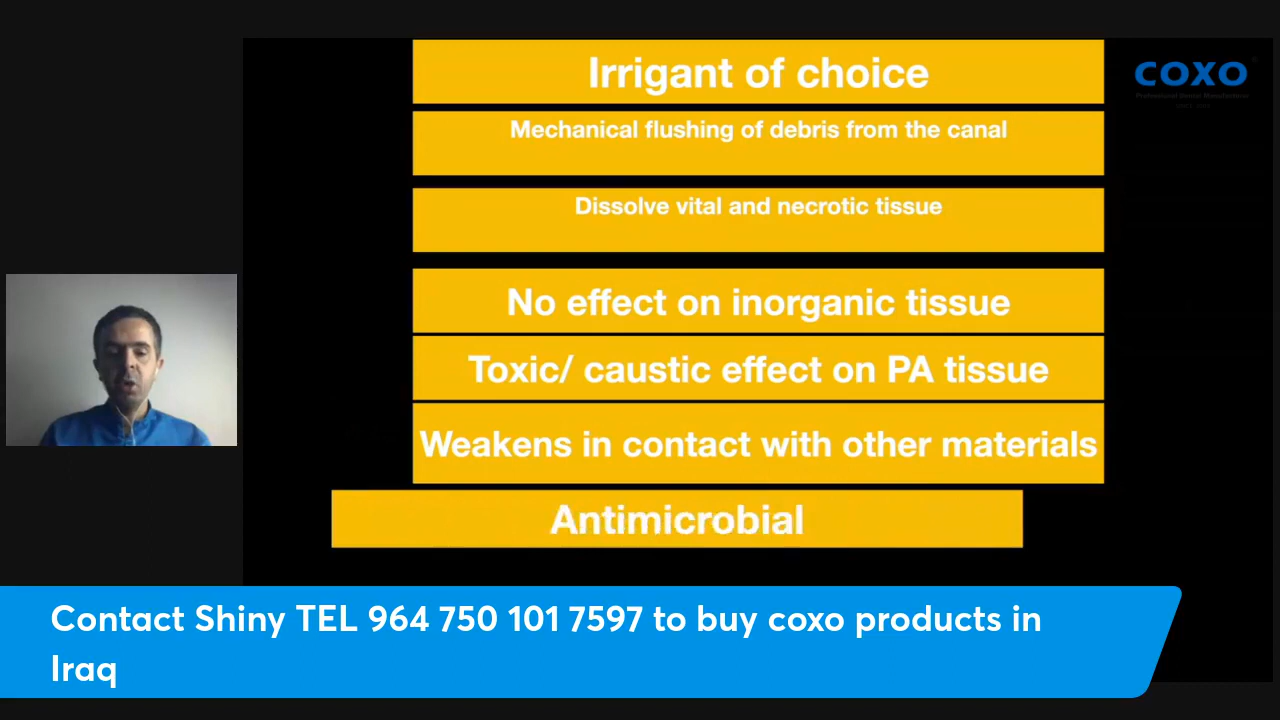 Irrigant of choice
coxo
Mechanical flushing of debris from the canal
Dissolve vital and necrotic tissue
No effect on inorganic tissue
Toxic/ caustic effect on PA tissue
Weakens in contact with other materials
Antimicrobial
Contact Shiny TEL 964 750 101 7597 to buy coxo products in
Iraq